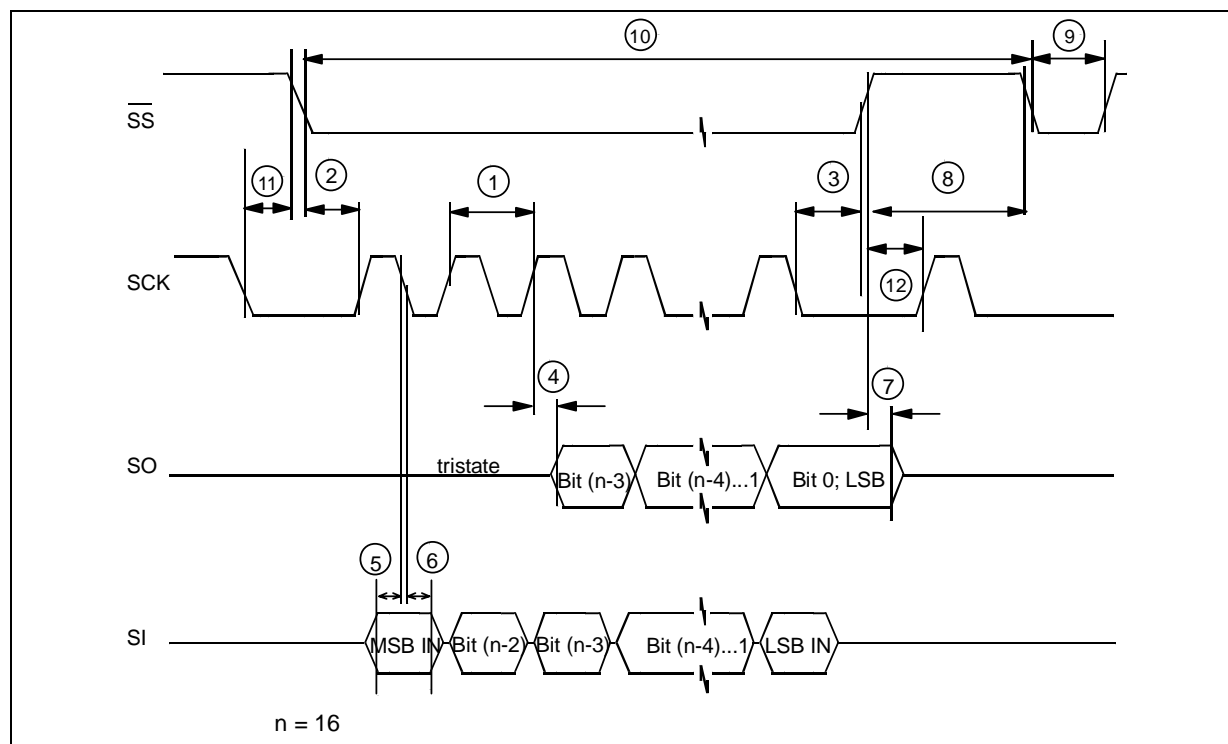 10
9
SS
11
2
1
3
8
SCK
12
4
7
SO
tristate
Bit (n-3)
Bit (n-4)...1
Bit 0; LSB
5
6
SI
MSB IN
Bit (n-2)
Bit (n-3)
Bit (n-4)...1
LSB IN
n = 16